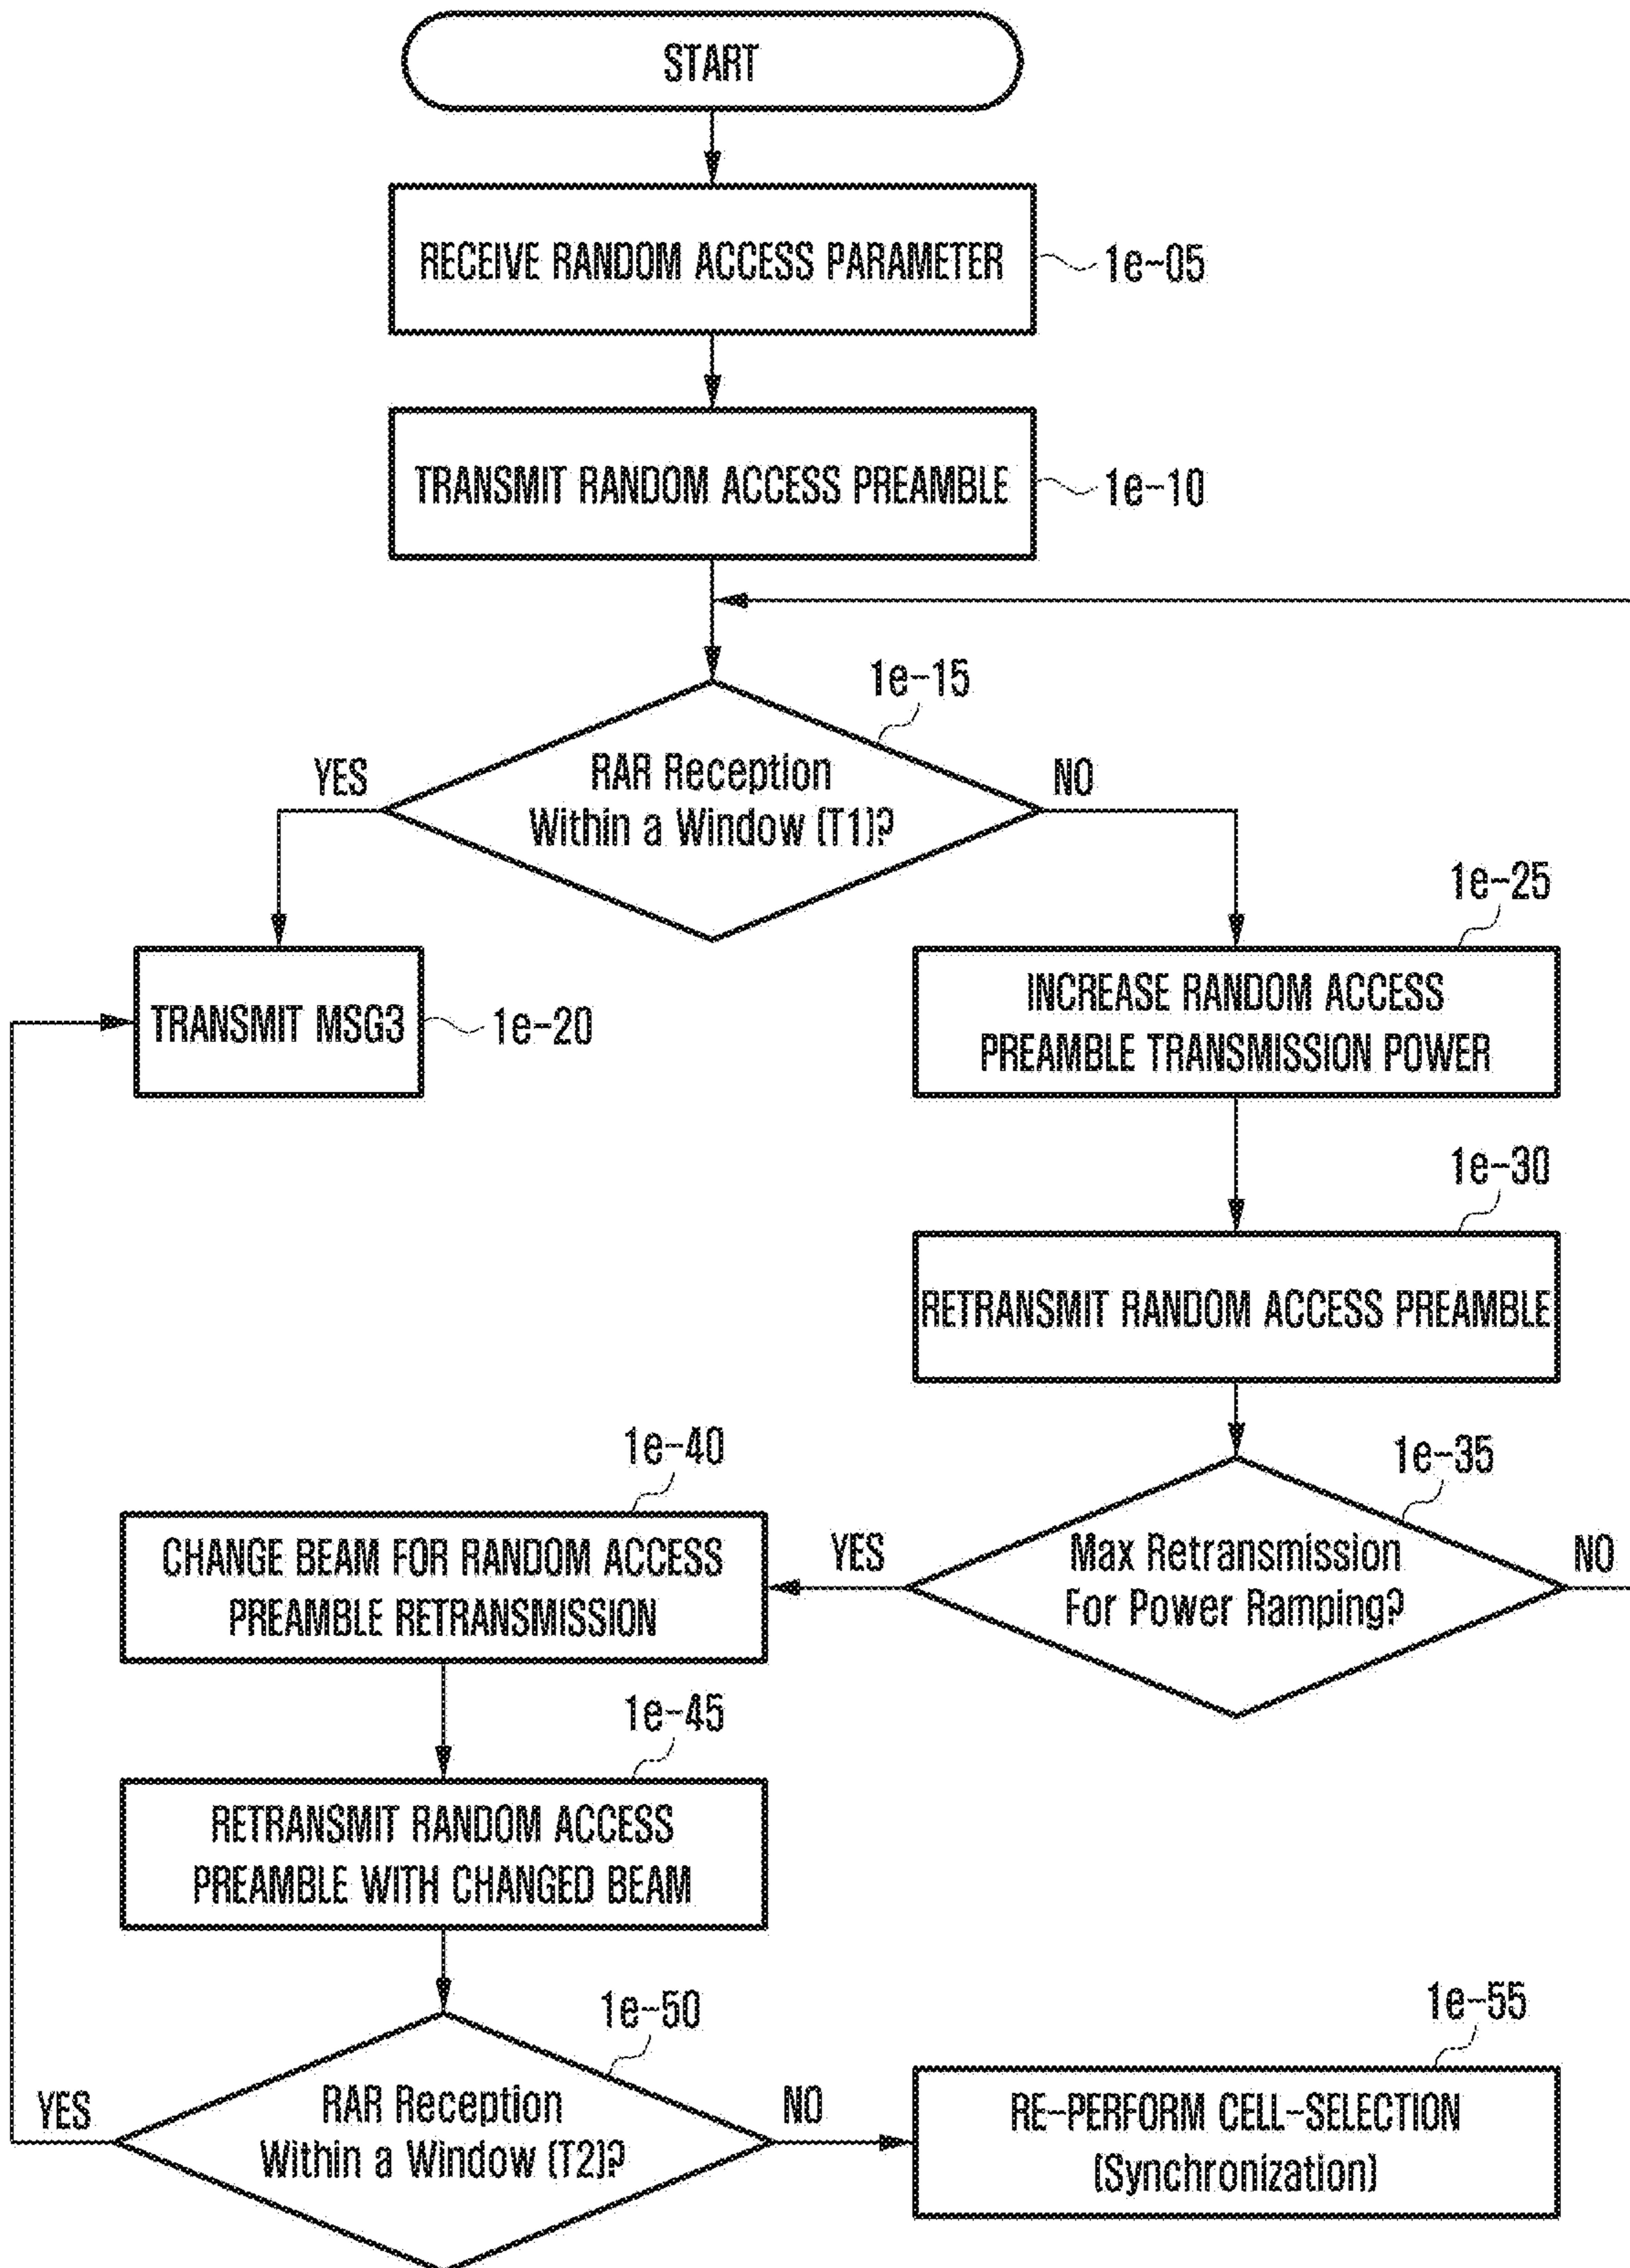 START
RECEIVE RANDOM ACCESS PARAMETER
1e-05
TRANSMIT RANDOM ACCESS PREAMBLE
1e-10
1e-15
YES
RAR Reception
Within a Window (T1)?
NO
1e-25
TRANSMIT MSG3
1e-20
INCREASE RANDOM ACCESS
PREAMBLE TRANSMISSION POWER
1e-30
RETRANSMIT RANDOM ACCESS PREAMBLE
1e-35
Max Retransmission
For Power Ramping?
YES
NO
1e-40
CHANGE BEAM FOR RANDOM ACCESS
PREAMBLE RETRANSMISSION
1e-45
RETRANSMIT RANDOM ACCESS
PREAMBLE WITH CHANGED BEAM
1e-50
YES
RAR Reception
Within a Window (T2)?
NO
1e-55
RE-PERFORM CELL-SELECTION
(Synchronization)